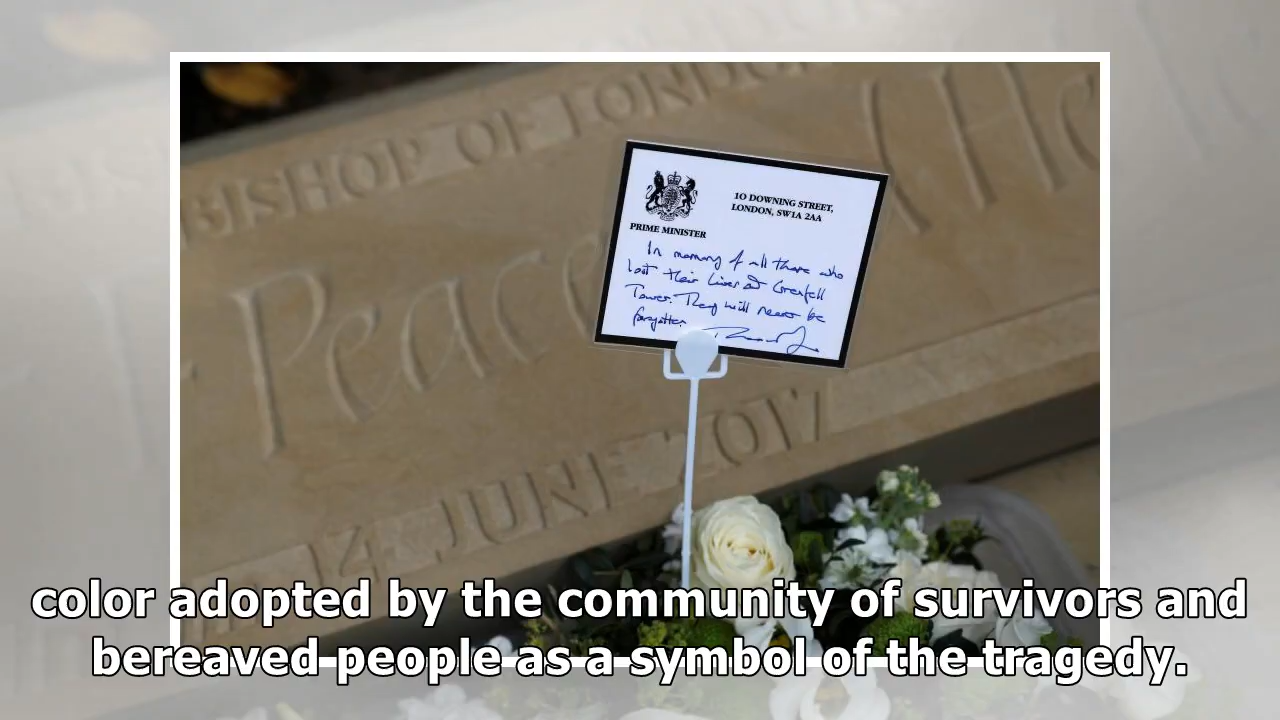 BISHOP OF LONDON
Peace
14 JUNE 2017
10 DOWNING STREET,
LONDON, SW1A 2AA
PRIME MINISTER
In memory of all those who
lost their lives at Grenfell
Tower. They will never be
forgotten.
color adopted by the community of survivors and
bereaved people as a symbol of the tragedy.